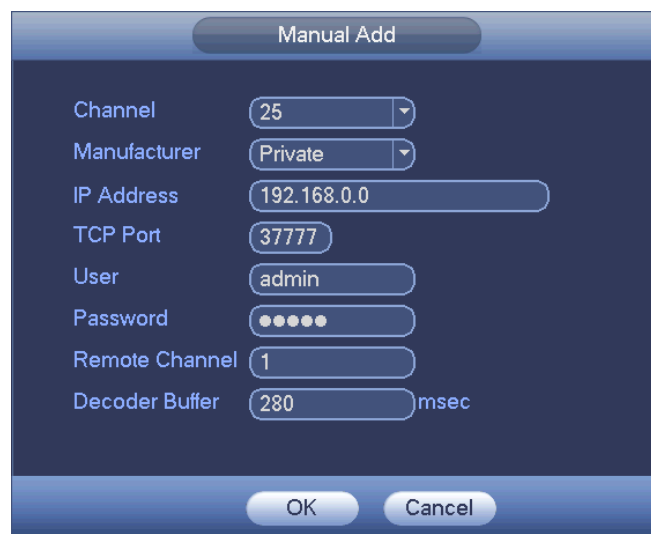 Manual Add
Channel 25
Manufacturer Private
IP Address 192.168.0.0
TCP Port 37777
User admin
Password ●●●●●
Remote Channel 1
Decoder Buffer 280 msec
OK Cancel